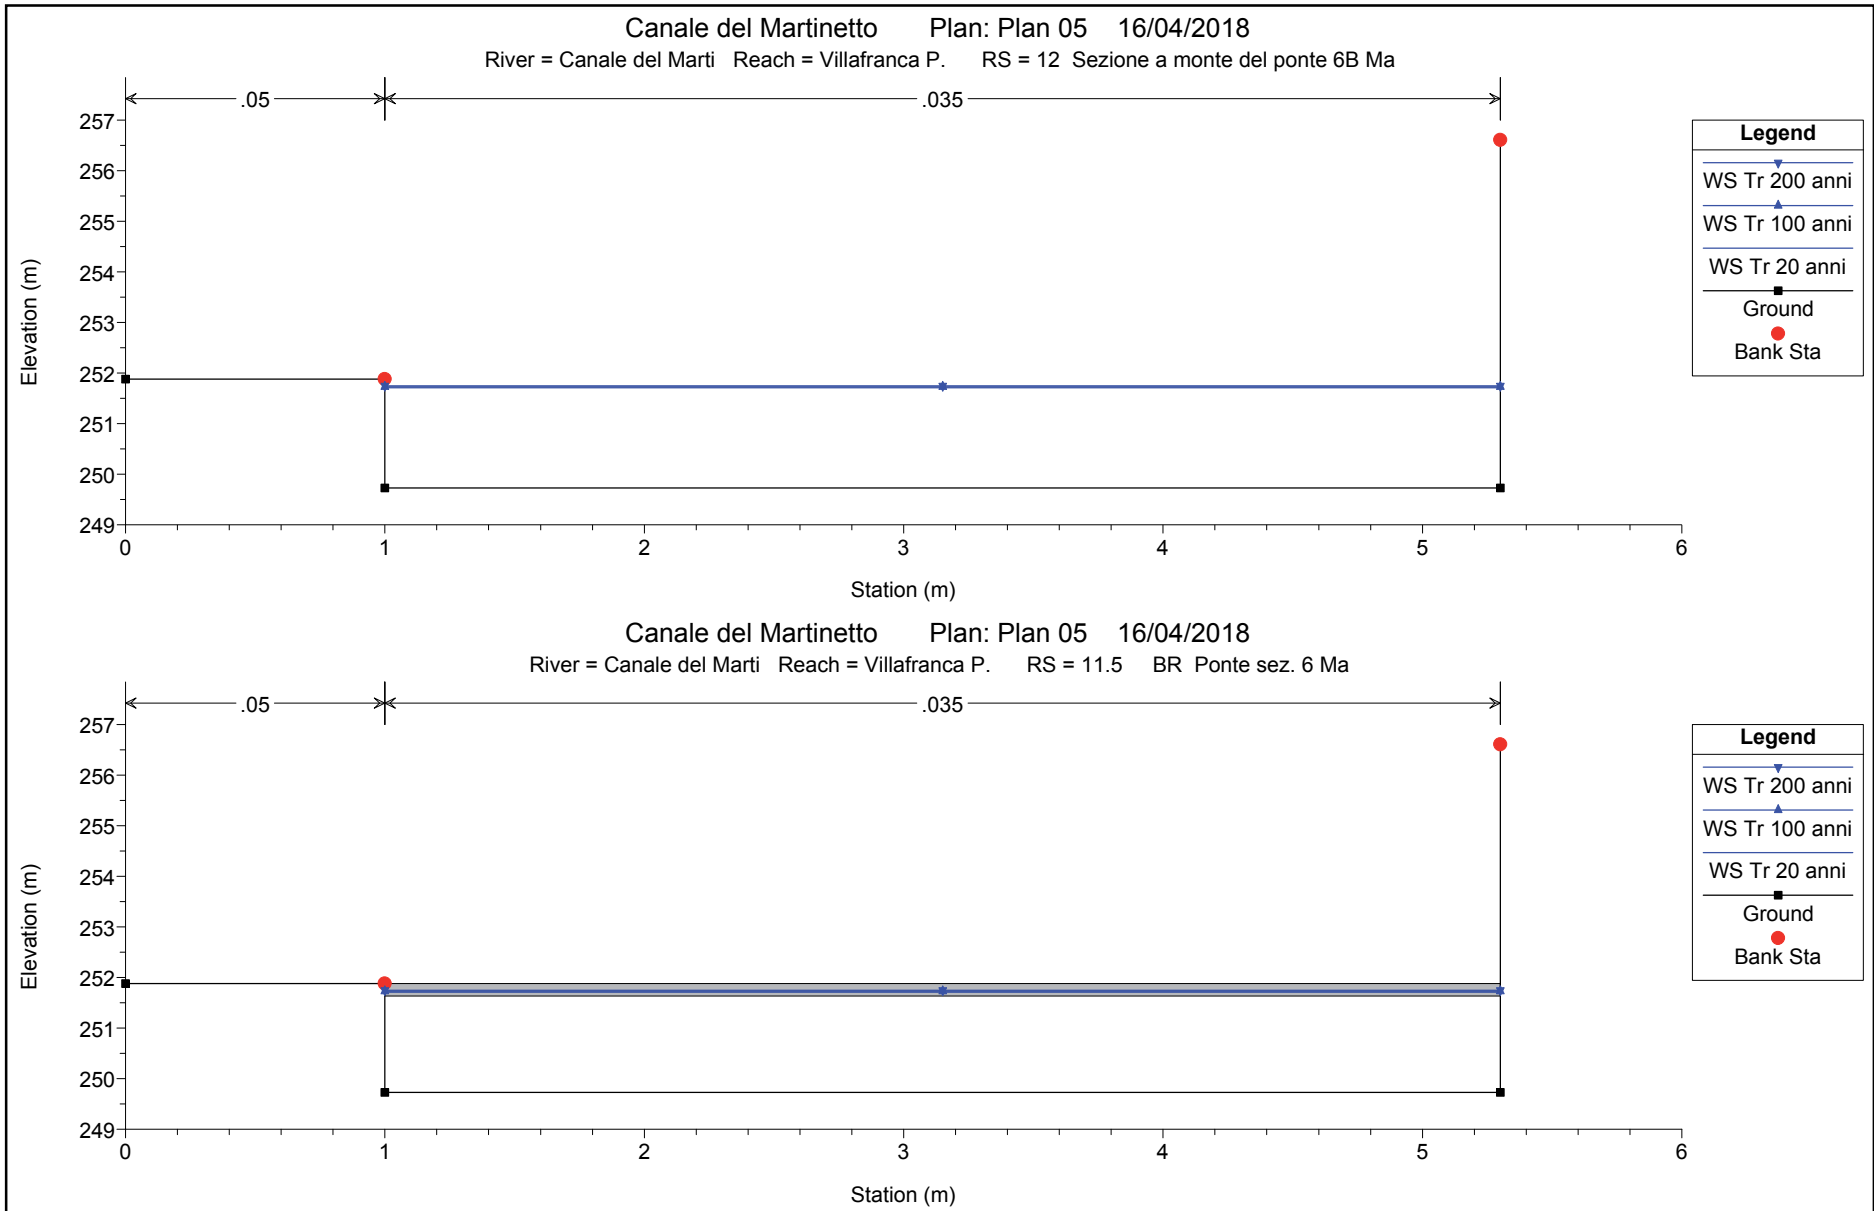 Canale del Martinetto Plan: Plan 05 16/04/2018
River = Canale del Marti Reach = Villafranca P. RS = 12 Sezione a monte del ponte 6B Ma
.05
.035
257
256
255
254
253
252
251
250
249
Elevation (m)
0 1 2 3 4 5 6
Station (m)
Legend
WS Tr 200 anni
WS Tr 100 anni
WS Tr 20 anni
Ground
Bank Sta
Canale del Martinetto Plan: Plan 05 16/04/2018
River = Canale del Marti Reach = Villafranca P. RS = 11.5 BR Ponte sez. 6 Ma
.05
.035
257
256
255
254
253
252
251
250
249
Elevation (m)
0 1 2 3 4 5 6
Station (m)
Legend
WS Tr 200 anni
WS Tr 100 anni
WS Tr 20 anni
Ground
Bank Sta